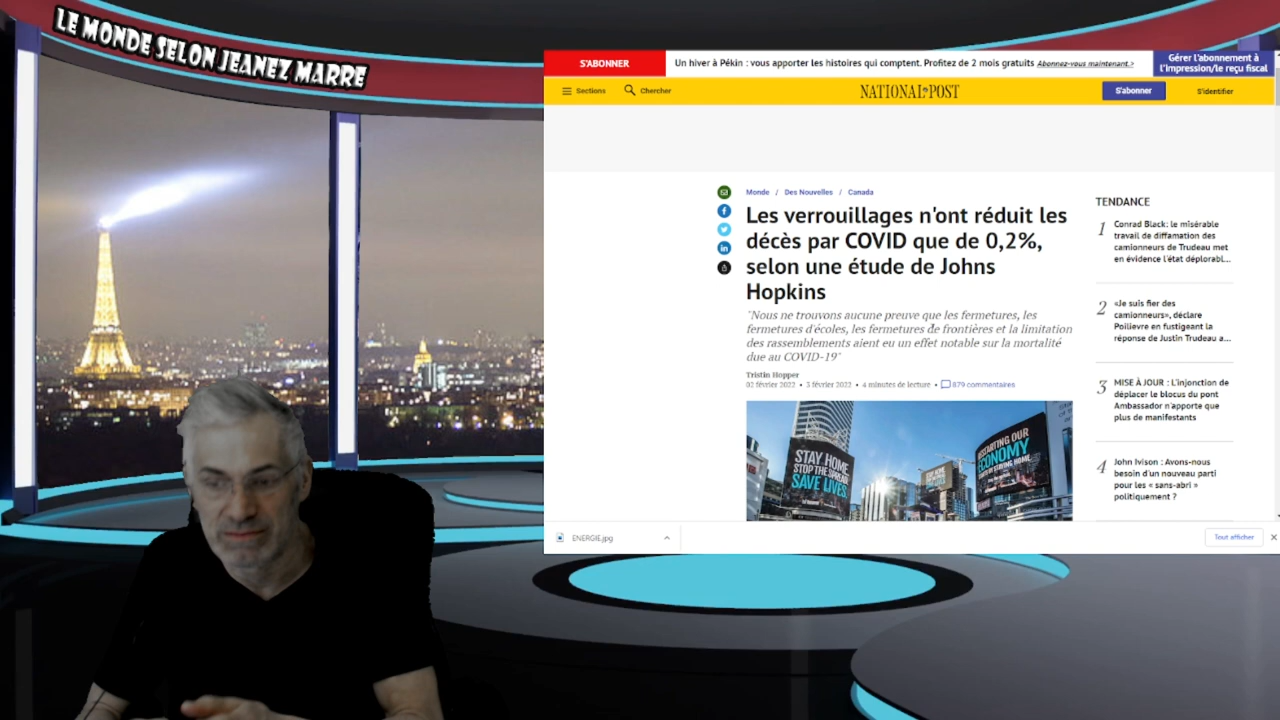 LE MONDE SELON JEANEZ MARRE
S'ABONNER
Un hiver à Pékin : vous apporter les histoires qui comptent. Profitez de 2 mois gratuits Abonnez-vous maintenant.>
Gérer l'abonnement à
l'impression/le reçu fiscal
Sections
Chercher
NATIONAL POST
S'abonner
S'identifier
Monde / Des Nouvelles / Canada
Les verrouillages n'ont réduit les
décès par COVID que de 0,2%,
selon une étude de Johns
Hopkins
"Nous ne trouvons aucune preuve que les fermetures, les
fermetures d'écoles, les fermetures de frontières et la limitation
des rassemblements aient eu un effet notable sur la mortalité
due au COVID-19"
Tristin Hopper
02 février 2022 • 3 février 2022 • 4 minutes de lecture • 879 commentaires
STAY HOME
STOP THE SPREAD
SAVE LIVES
RESTARTING OUR
ECONOMY
STARTS BY STAYING HOME
TENDANCE
1
Conrad Black: le misérable
travail de diffamation des
camionneurs de Trudeau met
en évidence l'état déplorabl...
2
«Je suis fier des
camionneurs», déclare
Poilievre en fustigeant la
réponse de Justin Trudeau a...
3
MISE À JOUR : L'injonction de
déplacer le blocus du pont
Ambassador n'apporte que
plus de manifestants
4
John Ivison : Avons-nous
besoin d'un nouveau parti
pour les « sans-abri »
politiquement ?
ENERGIE.jpg
Tout afficher